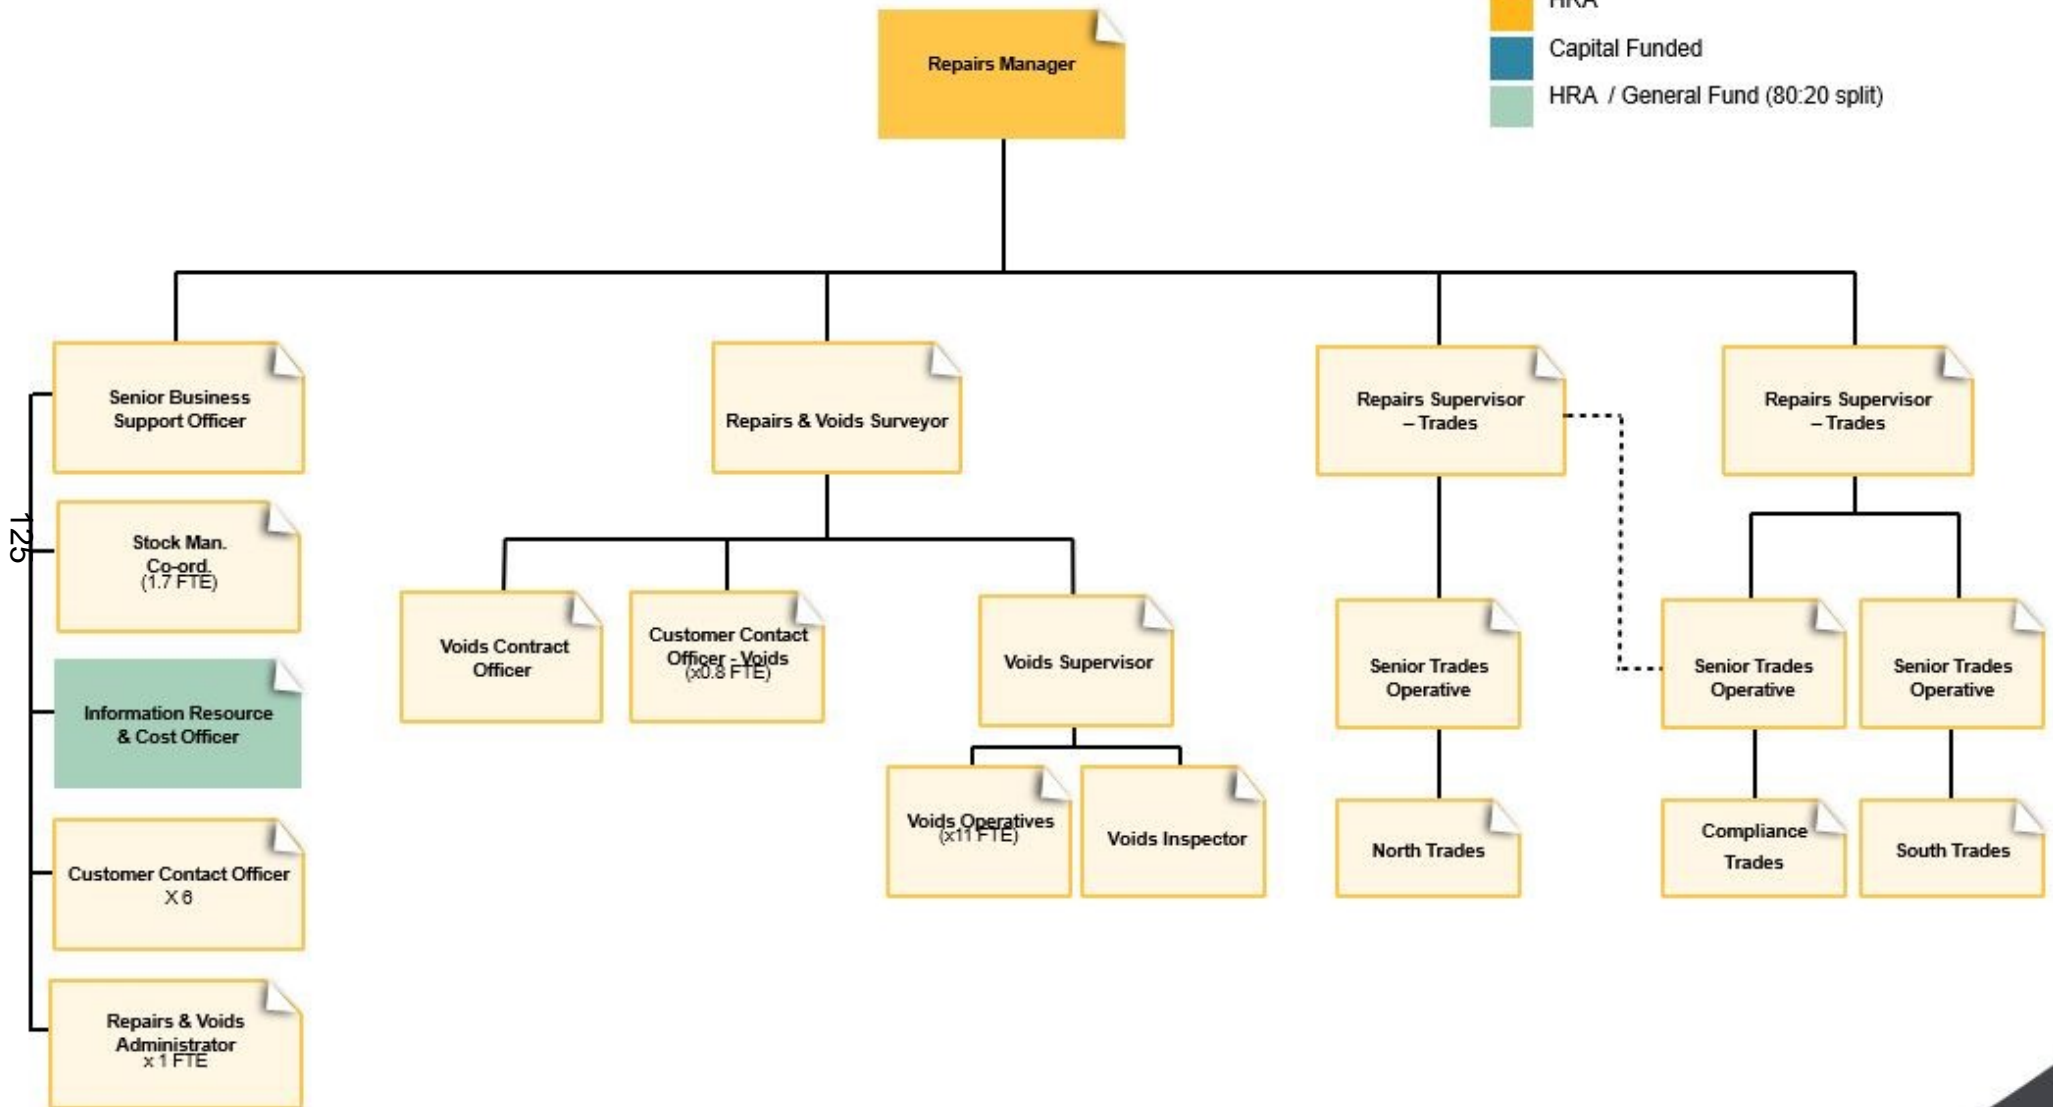 HRA
Capital Funded
HRA / General Fund (80:20 split)
Repairs Manager
Senior Business
Support Officer
Repairs & Voids Surveyor
Repairs Supervisor
– Trades
Repairs Supervisor
– Trades
Stock Man.
Co-ord.
(1.7 FTE)
125
Information Resource
& Cost Officer
Customer Contact Officer
X 6
Repairs & Voids
Administrator
x 1 FTE
Voids Contract
Officer
Customer Contact
Officer - Voids
(x0.8 FTE)
Voids Supervisor
Voids Operatives
(x11 FTE)
Voids Inspector
Senior Trades
Operative
Senior Trades
Operative
Senior Trades
Operative
North Trades
Compliance
Trades
South Trades